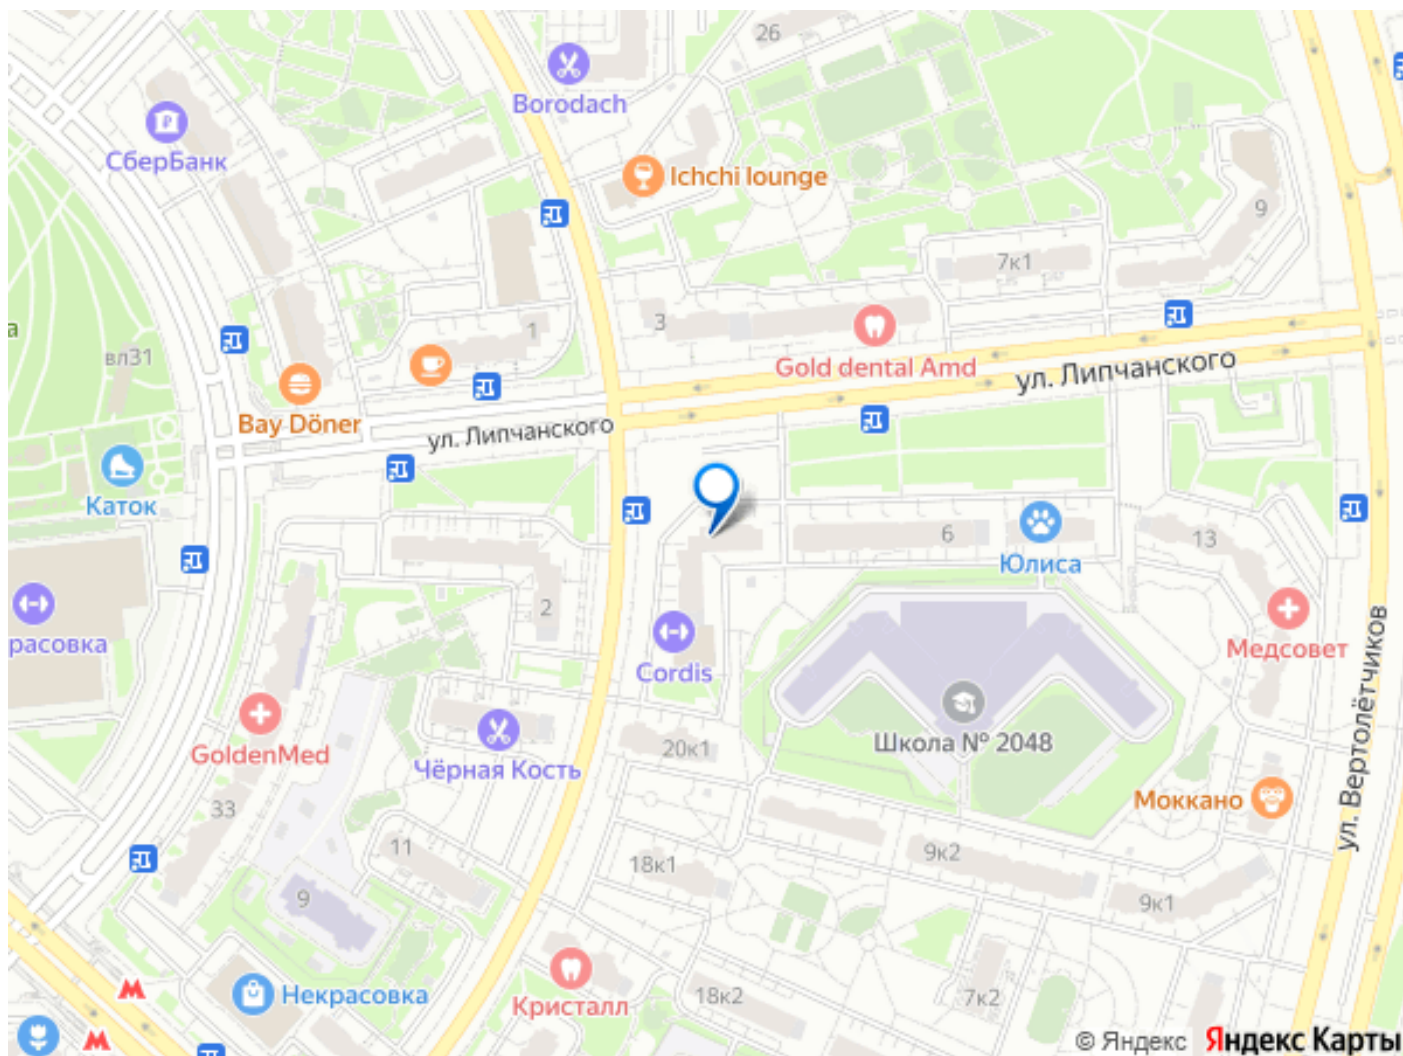 26
Borodach
СберБанк
Ichchi lounge
9
7к1
3
1
а
вл31
Gold dental Amd
ул. Липчанского
Bay Döner
ул. Липчанского
Каток
6
13
Юлиса
2
расовка
Cordis
Медсовет
GoldenMed
20к1
Школа № 2048
Чёрная Кость
ул. Вертолётчиков
33
Моккано
11
18к1
9к2
9
9к1
Некрасовка
Кристалл
18к2
7к2
© Яндекс Яндекс Карты